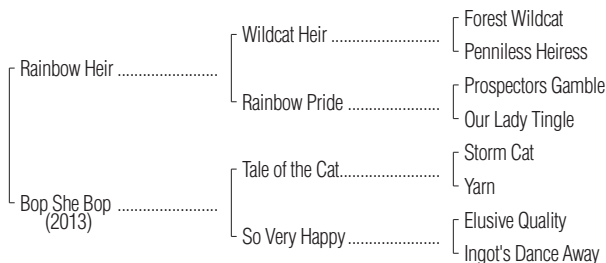 Forest Wildcat
Wildcat Heir ..........................
Penniless Heiress
Rainbow Heir ........................
Prospectors Gamble
Rainbow Pride ......................
Our Lady Tingle
Storm Cat
Tale of the Cat........................
Yarn
Bop She Bop ........................
(2013)
Elusive Quality
So Very Happy ......................
Ingot's Dance Away